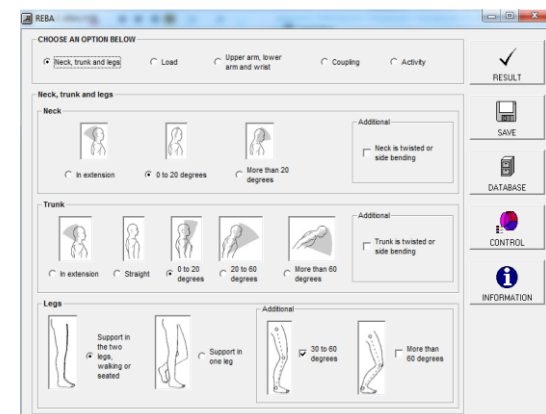 REBA
CHOOSE AN OPTION BELOW
Neck, trunk and legs
Load
Upper arm, lower
arm and wrist
Coupling
Activity
RESULT
Neck, trunk and legs
Neck
In extension
0 to 20 degrees
More than 20
degrees
Additional
Neck is twisted or
side bending
SAVE
DATABASE
Trunk
In extension
Straight
0 to 20
degrees
20 to 60
degrees
More than 60
degrees
Additional
Trunk is twisted or
side bending
CONTROL
INFORMATION
Legs
Support in
the two
legs,
walking or
seated
Support in
one leg
Additional
30 to 60
degrees
More than
60 degrees